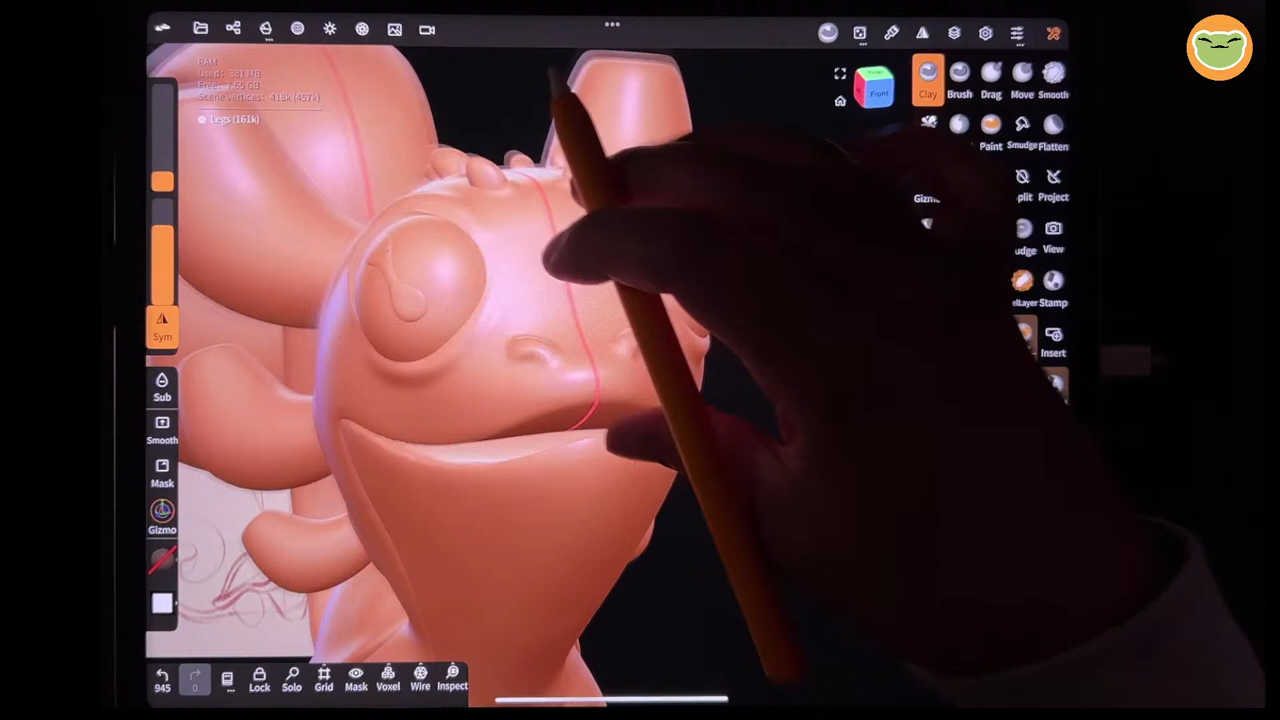 RAM
Used: 381 MB
Free: 7.65 GB
Scene vertices: 418k (457k)
Legs (161k)
Front
Clay
Brush
Drag
Move
Smooth
Paint
Smudge
Flatten
Gizm
plit
Project
udge
View
elLayer
Stamp
Insert
Sym
Sub
Smooth
Mask
Gizmo
945
0
Lock
Solo
Grid
Mask
Voxel
Wire
Inspect